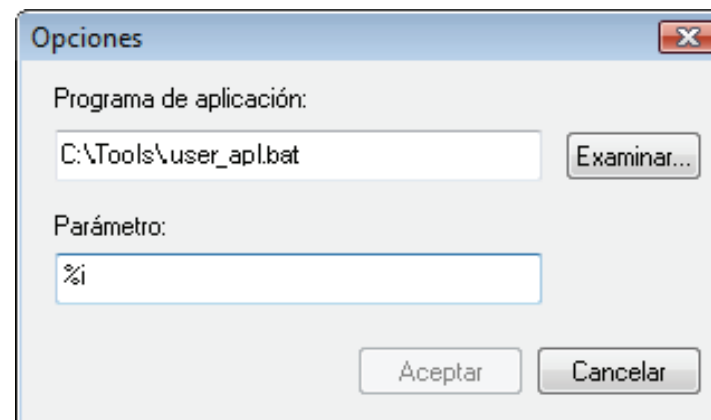 Opciones
Programa de aplicación:
C:\Tools\user_apl.bat
Examinar...
Parámetro:
%i
Aceptar
Cancelar